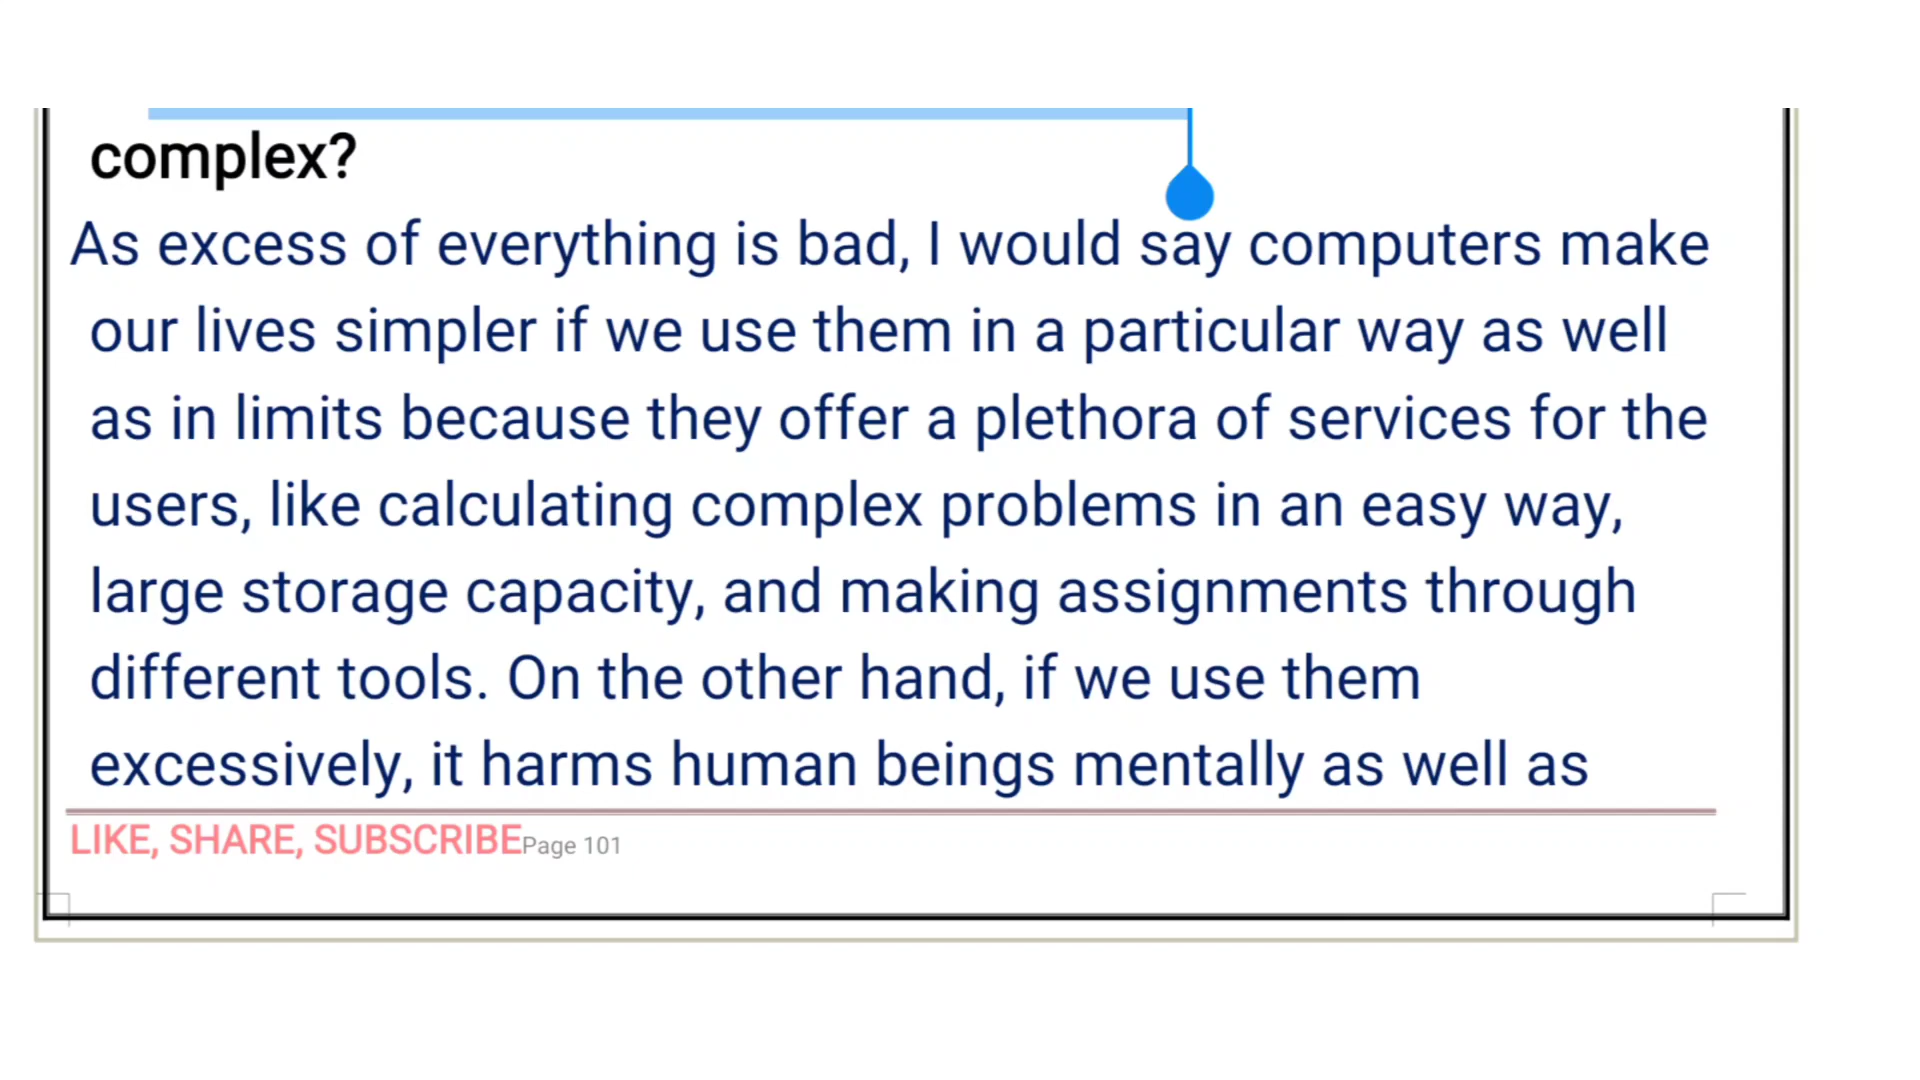 complex?
As excess of everything is bad, I would say computers make
our lives simpler if we use them in a particular way as well
as in limits because they offer a plethora of services for the
users, like calculating complex problems in an easy way,
large storage capacity, and making assignments through
different tools. On the other hand, if we use them
excessively, it harms human beings mentally as well as
LIKE, SHARE, SUBSCRIBEPage 101